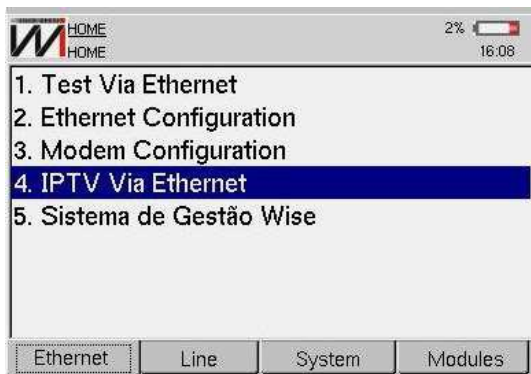 HOME
HOME
2%
16:08
1. Test Via Ethernet
2. Ethernet Configuration
3. Modem Configuration
4. IPTV Via Ethernet
5. Sistema de Gestão Wise
Ethernet
Line
System
Modules